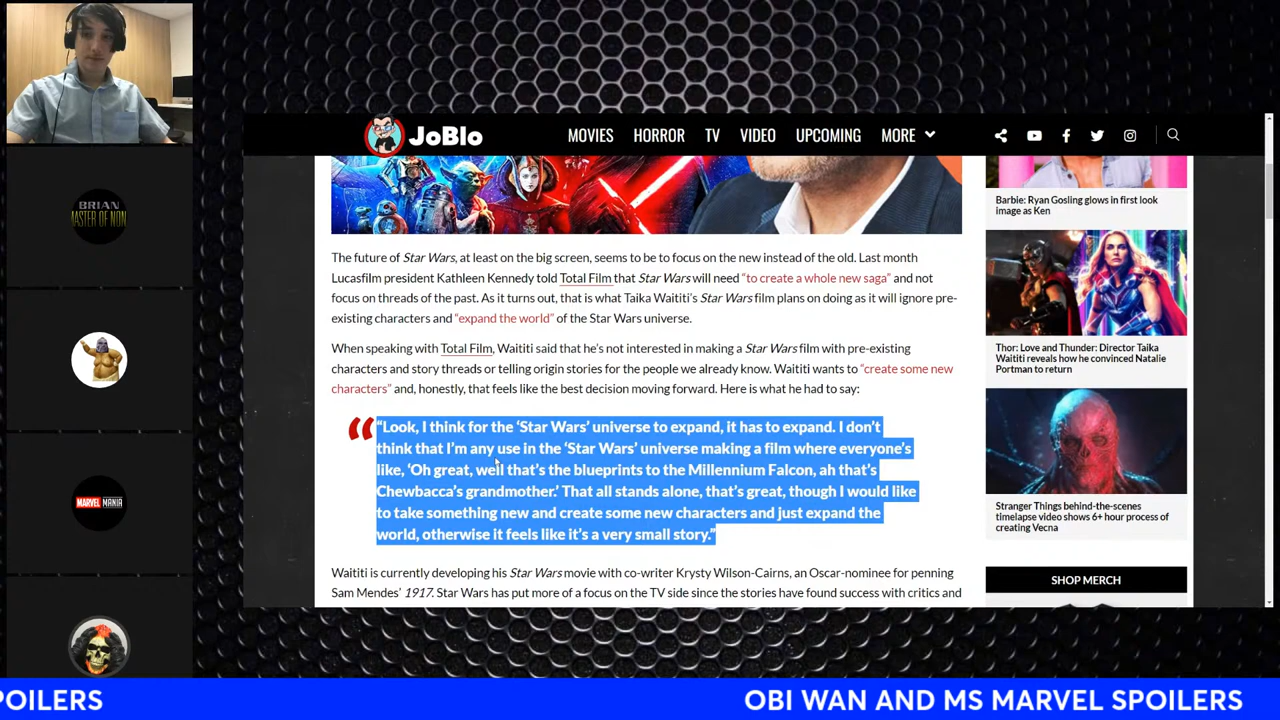 BRIAN
MASTER OF NON
MARVEL MANIA
JoBlo
MOVIES HORROR TV VIDEO UPCOMING MORE
The future of Star Wars, at least on the big screen, seems to be to focus on the new instead of the old. Last month
Lucasfilm president Kathleen Kennedy told Total Film that Star Wars will need “to create a whole new saga” and not
focus on threads of the past. As it turns out, that is what Taika Waititi’s Star Wars film plans on doing as it will ignore pre-
existing characters and “expand the world” of the Star Wars universe.
When speaking with Total Film, Waititi said that he’s not interested in making a Star Wars film with pre-existing
characters and story threads or telling origin stories for the people we already know. Waititi wants to “create some new
characters” and, honestly, that feels like the best decision moving forward. Here is what he had to say:
“Look, I think for the ‘Star Wars’ universe to expand, it has to expand. I don’t
think that I’m any use in the ‘Star Wars’ universe making a film where everyone’s
like, ‘Oh great, well that’s the blueprints to the Millennium Falcon, ah that’s
Chewbacca’s grandmother.’ That all stands alone, that’s great, though I would like
to take something new and create some new characters and just expand the
world, otherwise it feels like it’s a very small story.”
Waititi is currently developing his Star Wars movie with co-writer Krysty Wilson-Cairns, an Oscar-nominee for penning
Sam Mendes’ 1917. Star Wars has put more of a focus on the TV side since the stories have found success with critics and
Barbie: Ryan Gosling glows in first look
image as Ken
Thor: Love and Thunder: Director Taika
Waititi reveals how he convinced Natalie
Portman to return
Stranger Things behind-the-scenes
timelapse video shows 6+ hour process of
creating Vecna
SHOP MERCH
POILERS
OBI WAN AND MS MARVEL SPOILERS